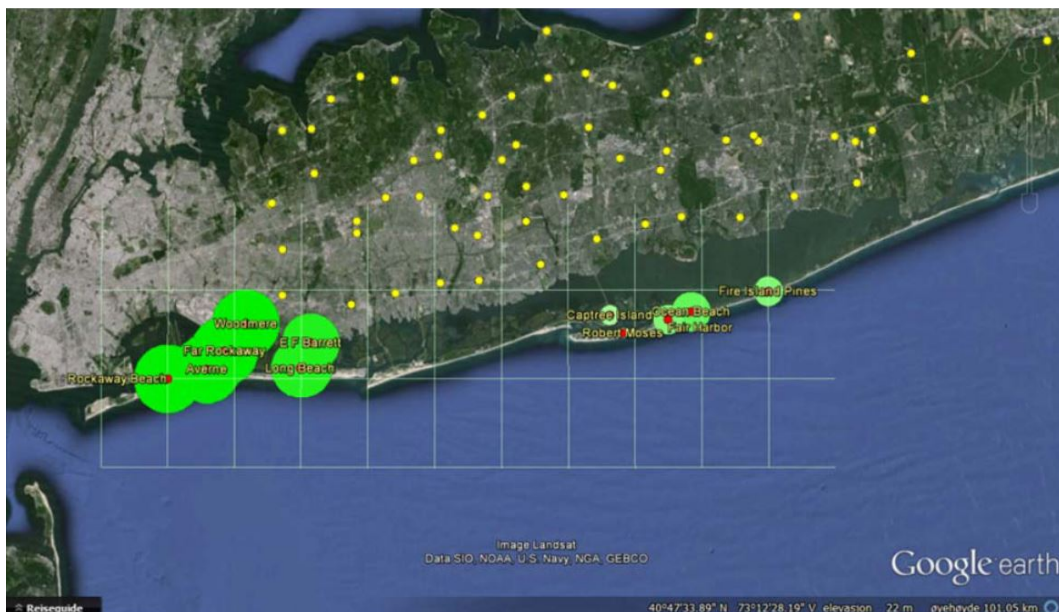 Fire Island Pines
Captree Island
Ocean Beach
Fair Harbor
Robert Moses
Woodmere
E F Barrett
Far Rockaway
Averne
Long Beach
Rockaway Beach
Image Landsat
Data SIO, NOAA, U.S. Navy, NGA, GEBCO
Google earth
Reiseguide
40°47'33.89" N 73°12'28.19" V elevasjon 22 m øyehøyde 101.05 km